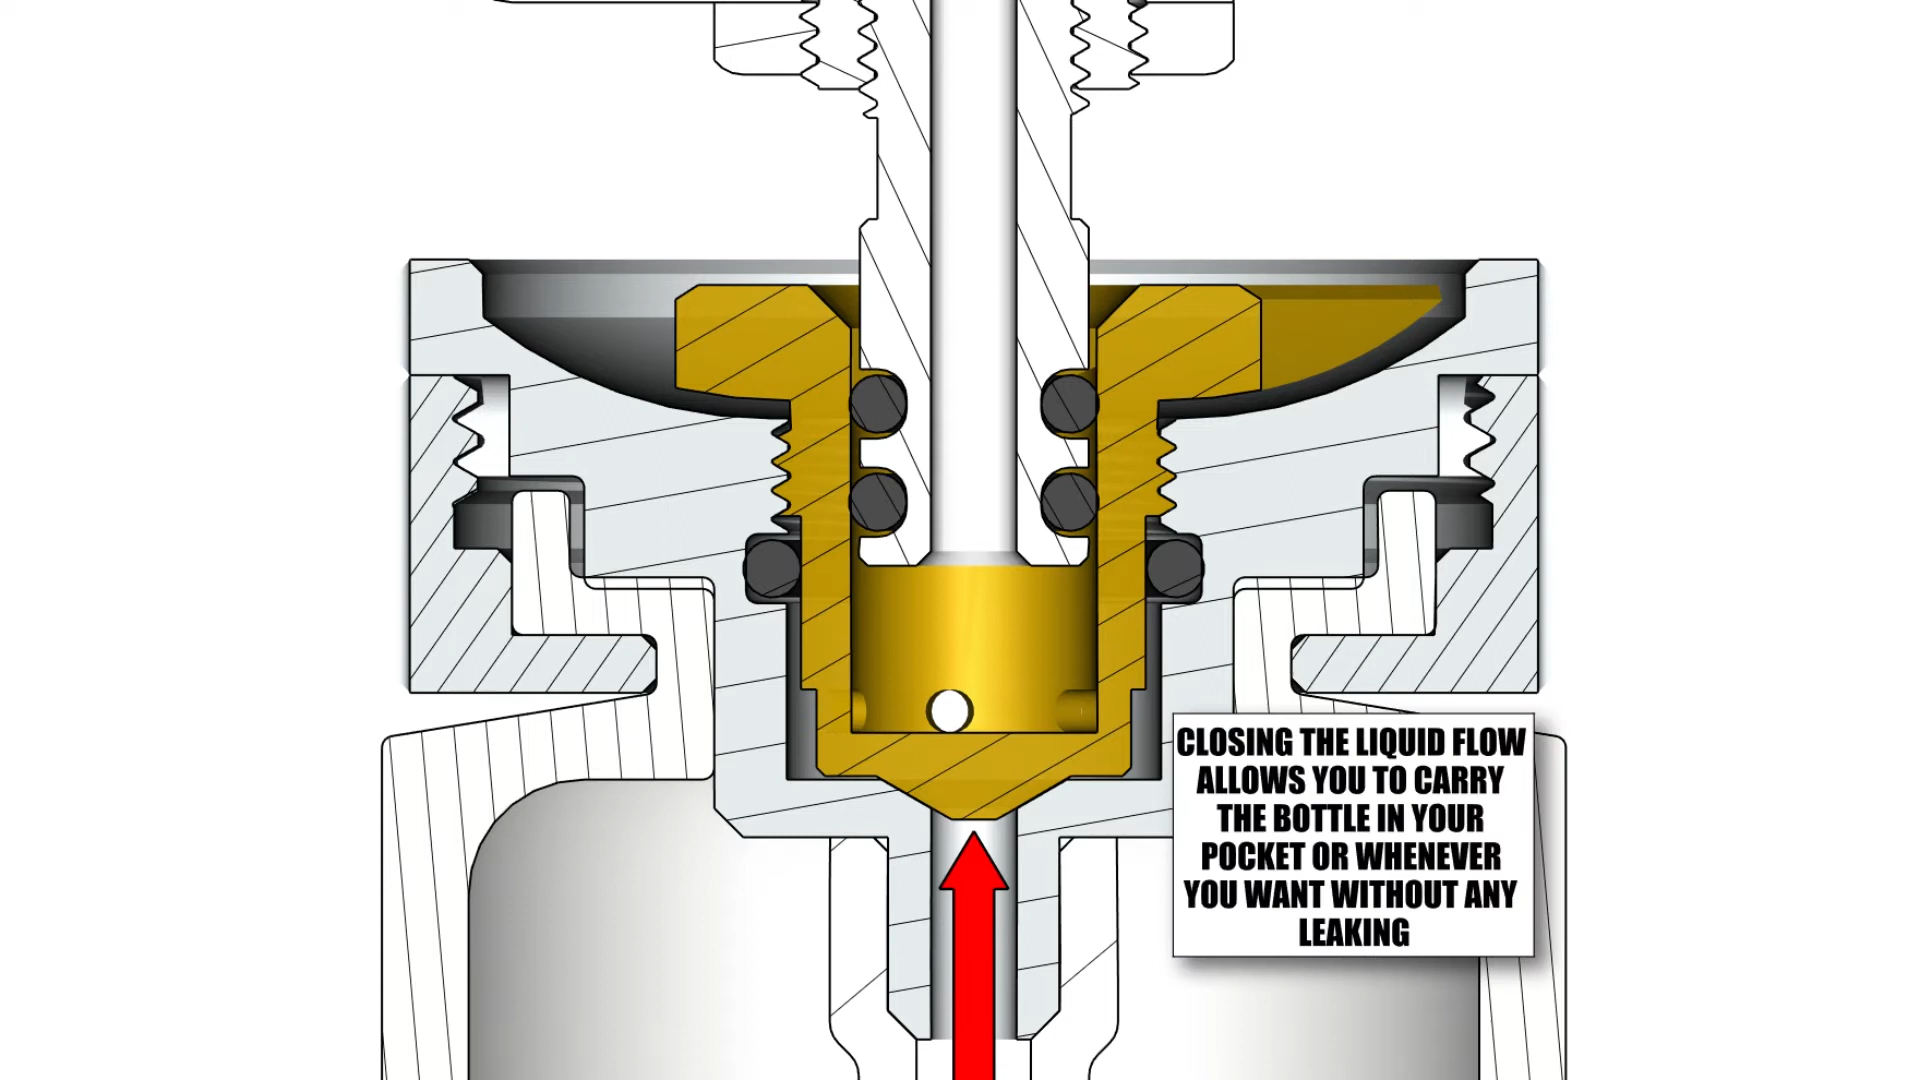 CLOSING THE LIQUID FLOW
ALLOWS YOU TO CARRY
THE BOTTLE IN YOUR
POCKET OR WHENEVER
YOU WANT WITHOUT ANY
LEAKING